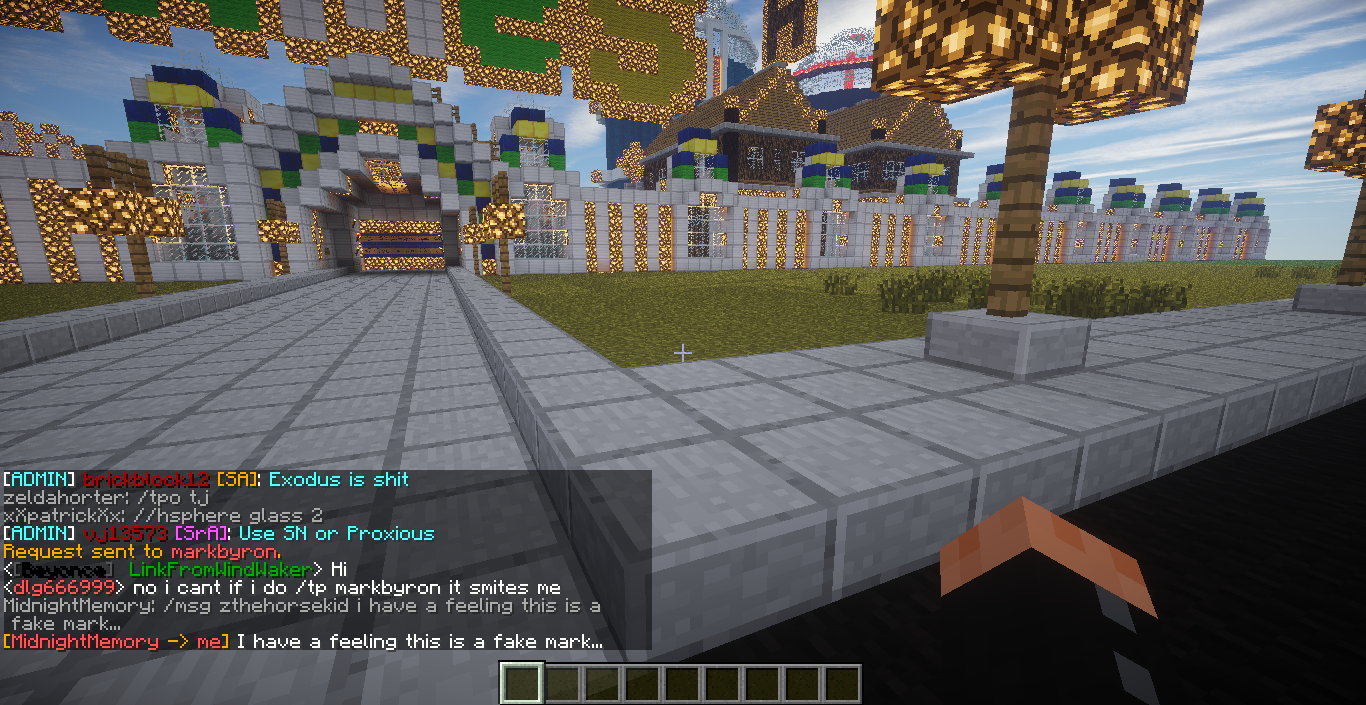 [ADMIN] brickblock12 [SA]: Exodus is shit
zeldahorter: /tpo tj
xXpatrickXx: //hsphere glass 2
[ADMIN] vj13573 [SrA]: Use SN or Proxious
Request sent to markbyron.
<[Beyonce] LinkFromWindWaker> Hi
<dlg666999> no i cant if i do /tp markbyron it smites me
MidnightMemory: /msg zthehorsekid i have a feeling this is a
fake mark...
[MidnightMemory -> me] I have a feeling this is a fake mark...